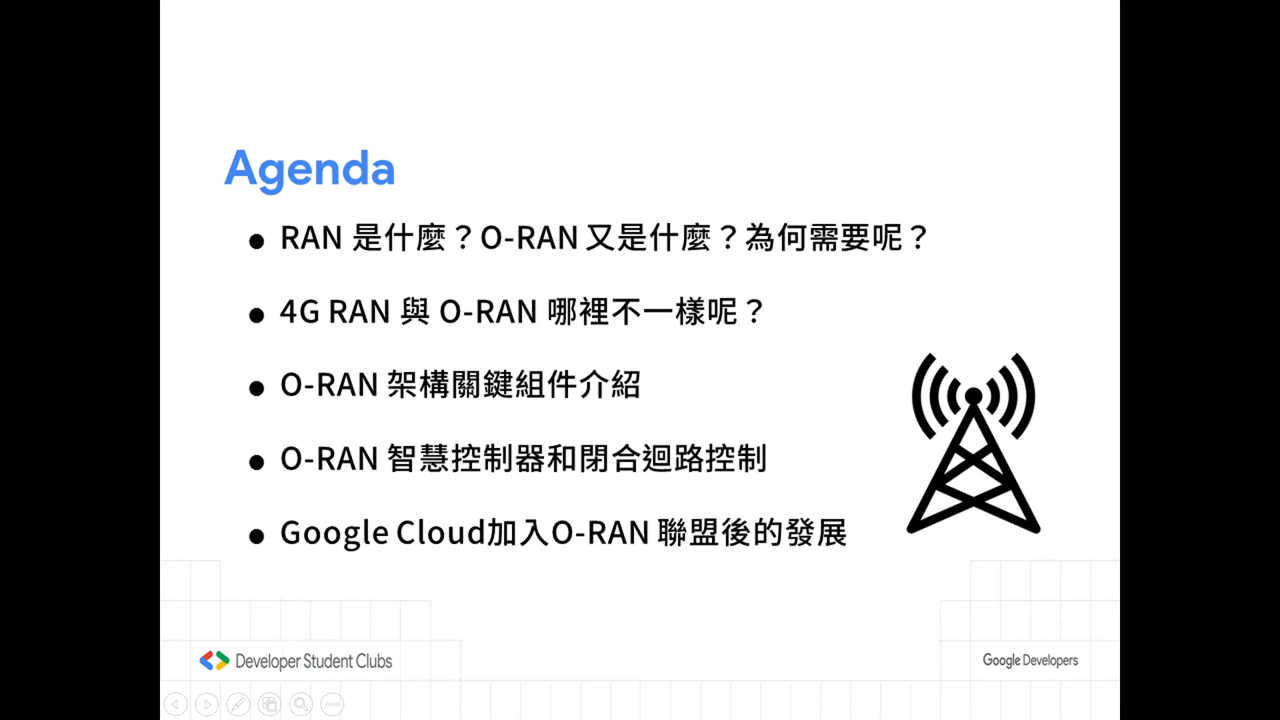 Agenda
RAN 是什麼？O-RAN 又是什麼？為何需要呢？
4G RAN 與 O-RAN 哪裡不一樣呢？
O-RAN 架構關鍵組件介紹
O-RAN 智慧控制器和閉合迴路控制
Google Cloud加入O-RAN 聯盟後的發展
Developer Student Clubs
Google Developers